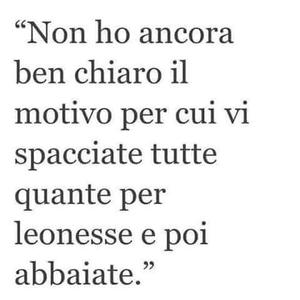 “Non ho ancora
ben chiaro il
motivo per cui vi
spacciate tutte
quante per
leonesse e poi
abbaiate.”